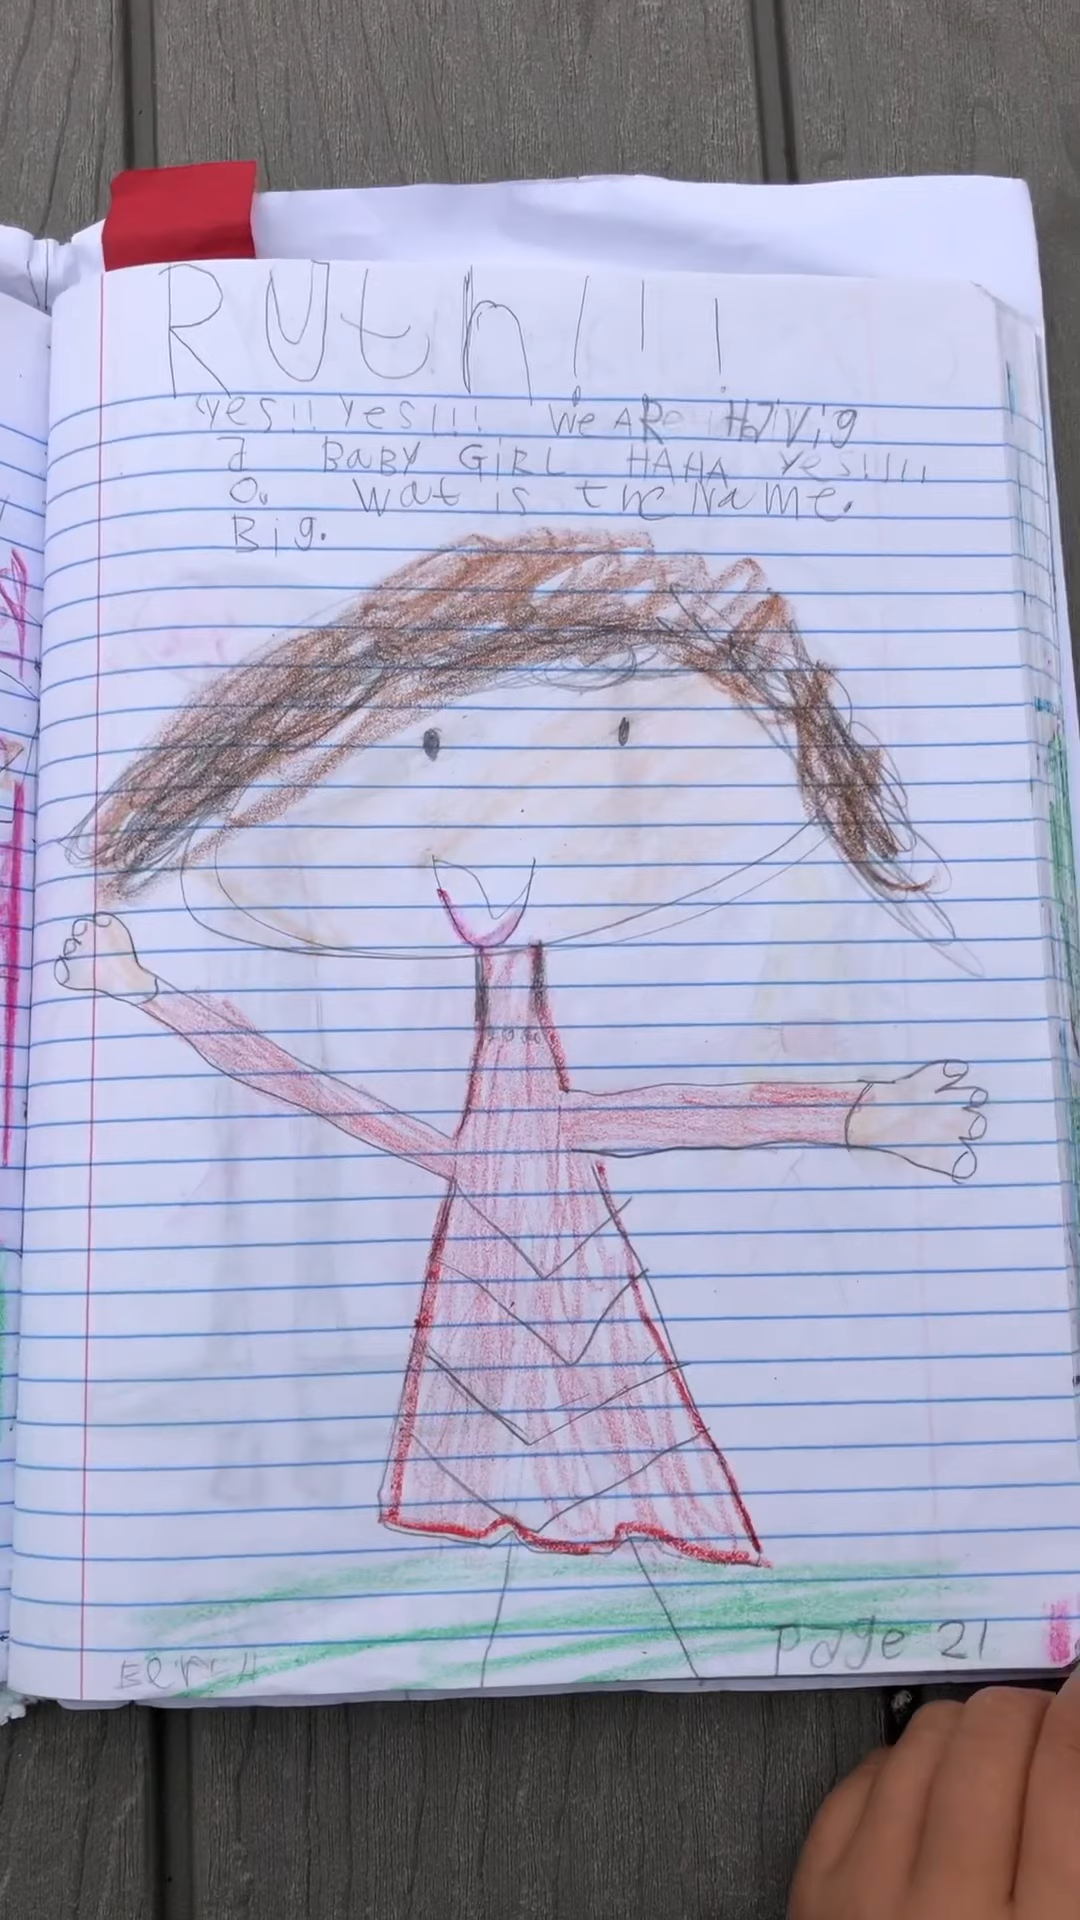 RUth!!!
yes!! yes!!! We ARe HaVig
a BaBY GiRL HAHA yes!!!!!
O. wat is the Name.
Big.
Page 21